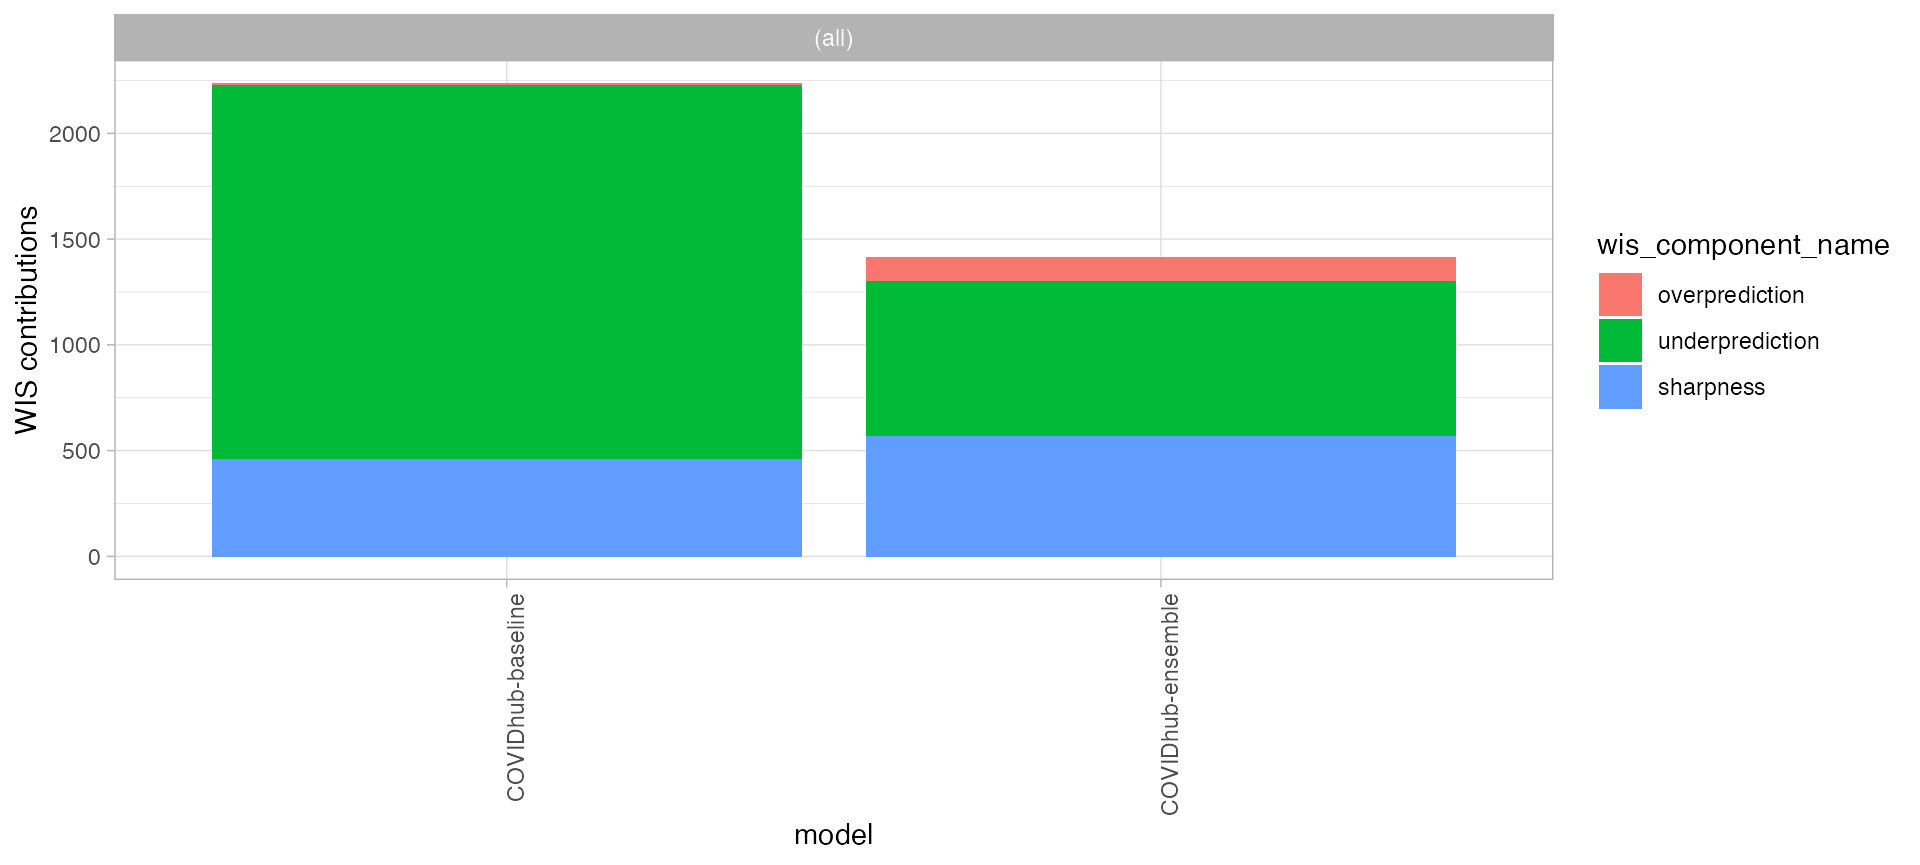 (all)
WIS contributions
2000
1500
1000
500
0
COVIDhub-baseline
COVIDhub-ensemble
model
wis_component_name
overprediction
underprediction
sharpness